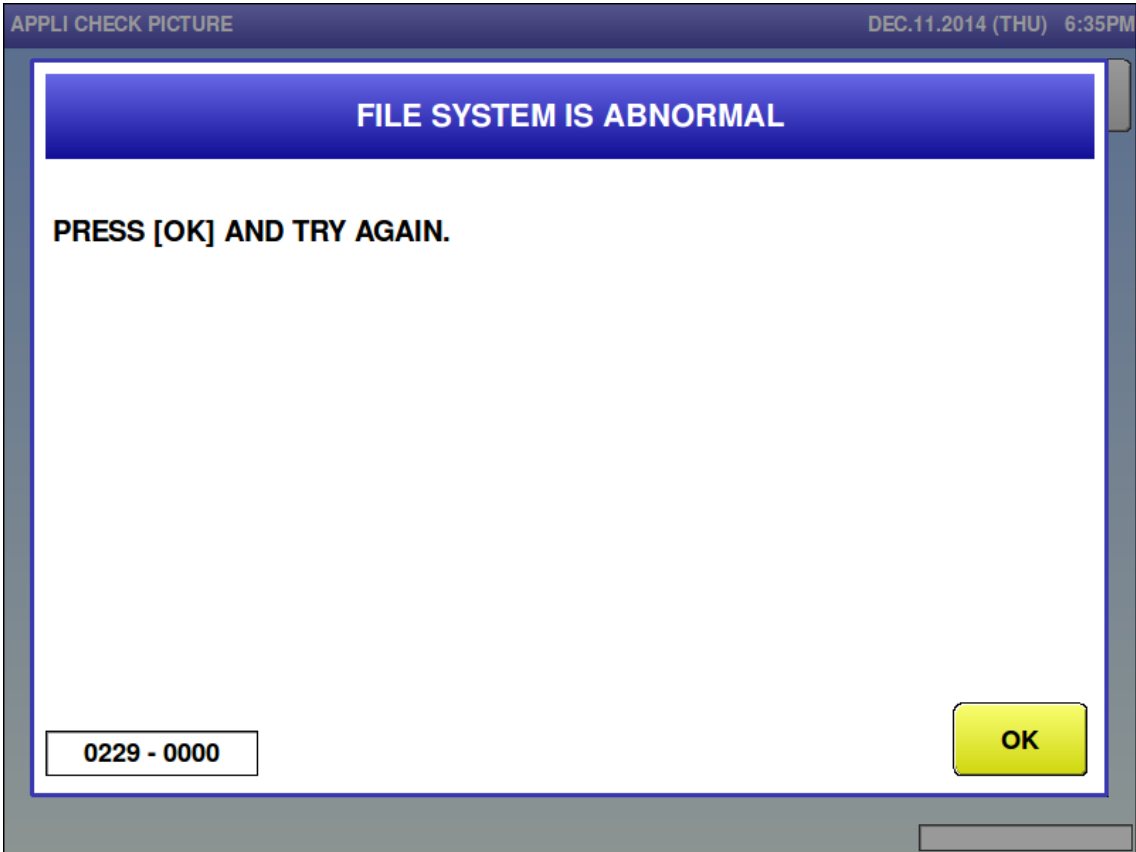 APPLI CHECK PICTURE DEC.11.2014 (THU) 6:35PM
FILE SYSTEM IS ABNORMAL
PRESS [OK] AND TRY AGAIN.
0229 - 0000
OK